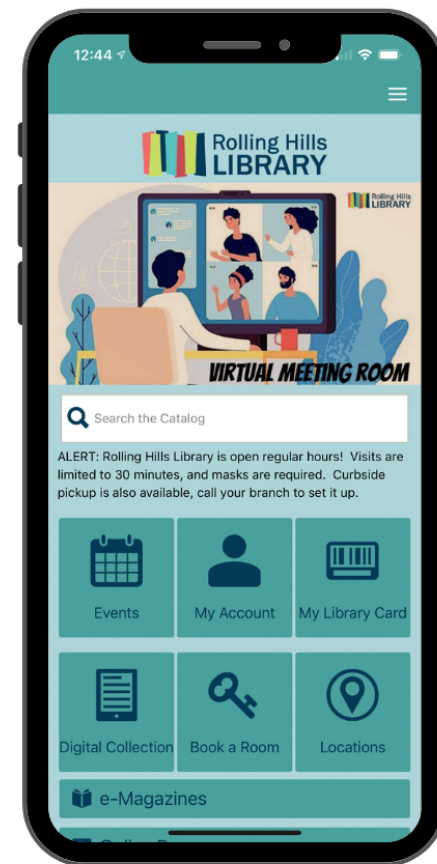 12:44
Rolling Hills
LIBRARY
Rolling Hills
LIBRARY
VIRTUAL MEETING ROOM
Search the Catalog
ALERT: Rolling Hills Library is open regular hours!  Visits are
limited to 30 minutes, and masks are required.  Curbside
pickup is also available, call your branch to set it up.
Events
My Account
My Library Card
Digital Collection
Book a Room
Locations
e-Magazines